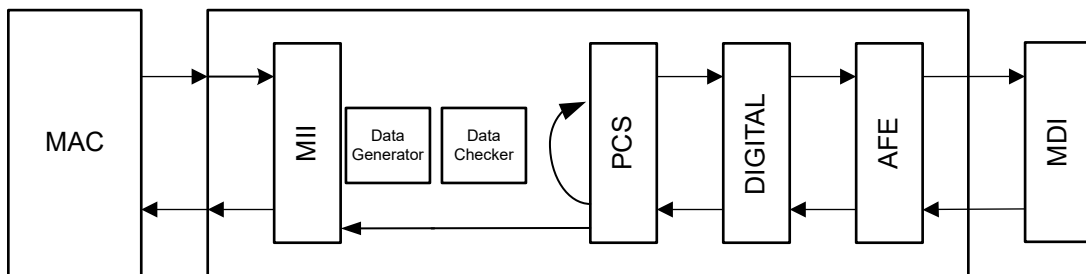 MAC
MII
Data
Generator
Data
Checker
PCS
DIGITAL
AFE
MDI